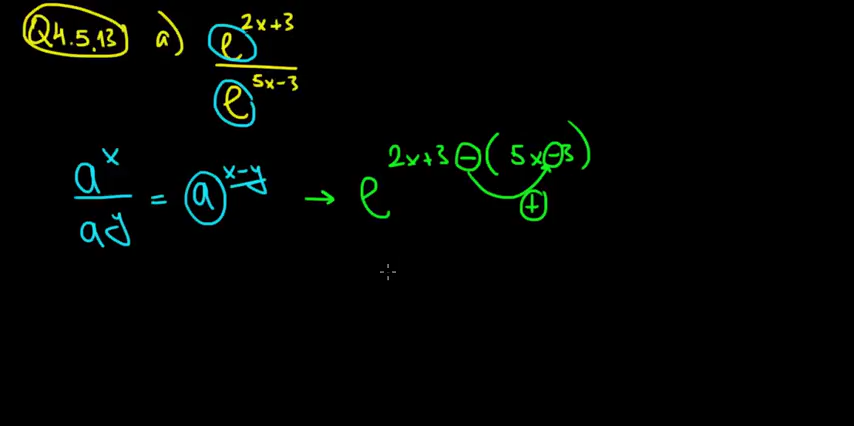 Q4.5.13 a) e^{2x+3} / e^{5x-3}
a^x / a^y = a^{x-y} → e^{2x+3-(5x-3)}
+